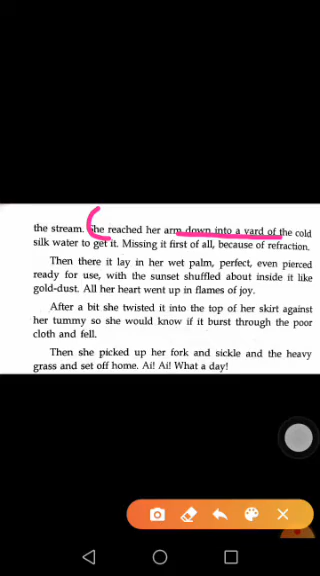 the stream. She reached her arm down into a yard of the cold
silk water to get it. Missing it first of all, because of refraction.
Then there it lay in her wet palm, perfect, even pierced
ready for use, with the sunset shuffled about inside it like
gold-dust. All her heart went up in flames of joy.
After a bit she twisted it into the top of her skirt against
her tummy so she would know if it burst through the poor
cloth and fell.
Then she picked up her fork and sickle and the heavy
grass and set off home. Ai! Ai! What a day!